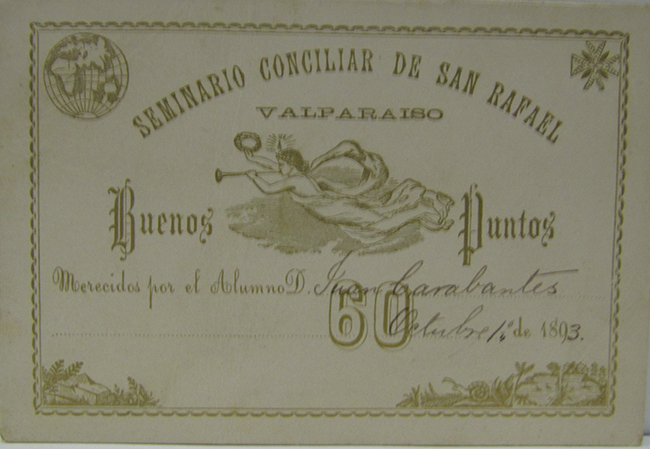 SEMINARIO CONCILIAR DE SAN RAFAEL
VALPARAISO
Buenos Puntos
Merecidos por el Alumno D. Juan Carabantes
60 Octubre 1º de 1893.